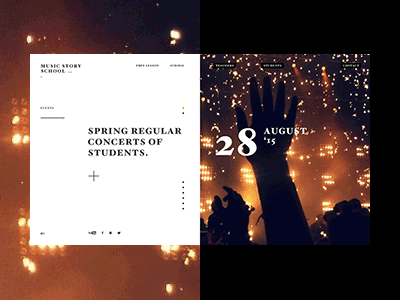 MUSIC STORY
SCHOOL
FREE LESSON
SCHOOL
TEACHERS
STUDENTS
CONTACT
EVENTS
SPRING REGULAR
CONCERTS OF
STUDENTS.
28
AUGUST
'15